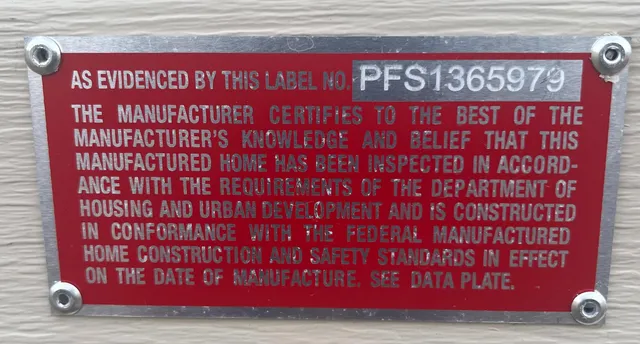 AS EVIDENCED BY THIS LABEL NO. PFS1365979
THE MANUFACTURER CERTIFIES TO THE BEST OF THE
MANUFACTURER'S KNOWLEDGE AND BELIEF THAT THIS
MANUFACTURED HOME HAS BEEN INSPECTED IN ACCORD-
ANCE WITH THE REQUIREMENTS OF THE DEPARTMENT OF
HOUSING AND URBAN DEVELOPMENT AND IS CONSTRUCTED
IN CONFORMANCE WITH THE FEDERAL MANUFACTURED
HOME CONSTRUCTION AND SAFETY STANDARDS IN EFFECT
ON THE DATE OF MANUFACTURE. SEE DATA PLATE.